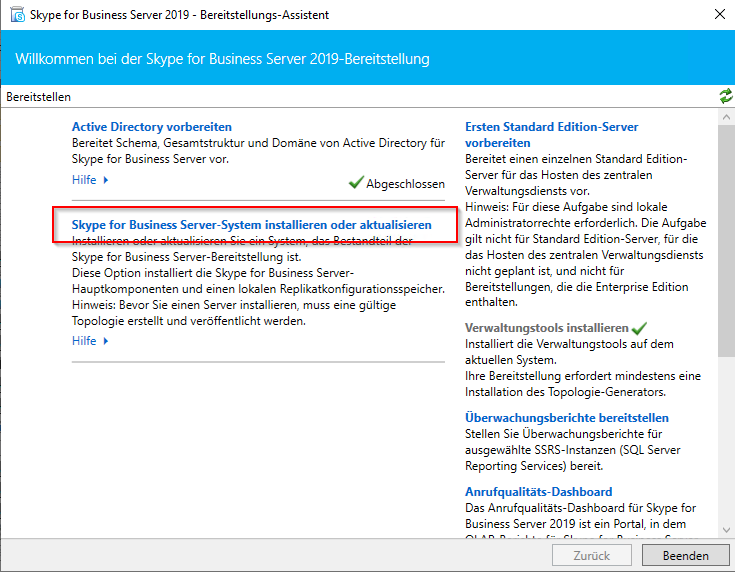 Skype for Business Server 2019 - Bereitstellungs-Assistent
Willkommen bei der Skype for Business Server 2019-Bereitstellung
Bereitstellen
Active Directory vorbereiten
Bereitet Schema, Gesamtstruktur und Domäne von Active Directory für
Skype for Business Server vor.
Hilfe
Abgeschlossen
Skype for Business Server-System installieren oder aktualisieren
Installieren oder aktualisieren Sie ein System, das Bestandteil der
Skype for Business Server-Bereitstellung ist.
Diese Option installiert die Skype for Business Server-
Hauptkomponenten und einen lokalen Replikatkonfigurationsspeicher.
Hinweis: Bevor Sie einen Server installieren, muss eine gültige
Topologie erstellt und veröffentlicht werden.
Hilfe
Ersten Standard Edition-Server
vorbereiten
Bereitet einen einzelnen Standard Edition-
Server für das Hosten des zentralen
Verwaltungsdiensts vor.
Hinweis: Für diese Aufgabe sind lokale
Administratorrechte erforderlich. Die Aufgabe
gilt nicht für Standard Edition-Server, für die
das Hosten des zentralen Verwaltungsdiensts
nicht geplant ist, und nicht für
Bereitstellungen, die die Enterprise Edition
enthalten.
Verwaltungstools installieren
Installiert die Verwaltungstools auf dem
aktuellen System.
Ihre Bereitstellung erfordert mindestens eine
Installation des Topologie-Generators.
Überwachungsberichte bereitstellen
Stellen Sie Überwachungsberichte für
ausgewählte SSRS-Instanzen (SQL Server
Reporting Services) bereit.
Anrufqualitäts-Dashboard
Das Anrufqualitäts-Dashboard für Skype for
Business Server 2019 ist ein Portal, in dem
OLAP-Berichte für Skype for Business Server
Zurück
Beenden